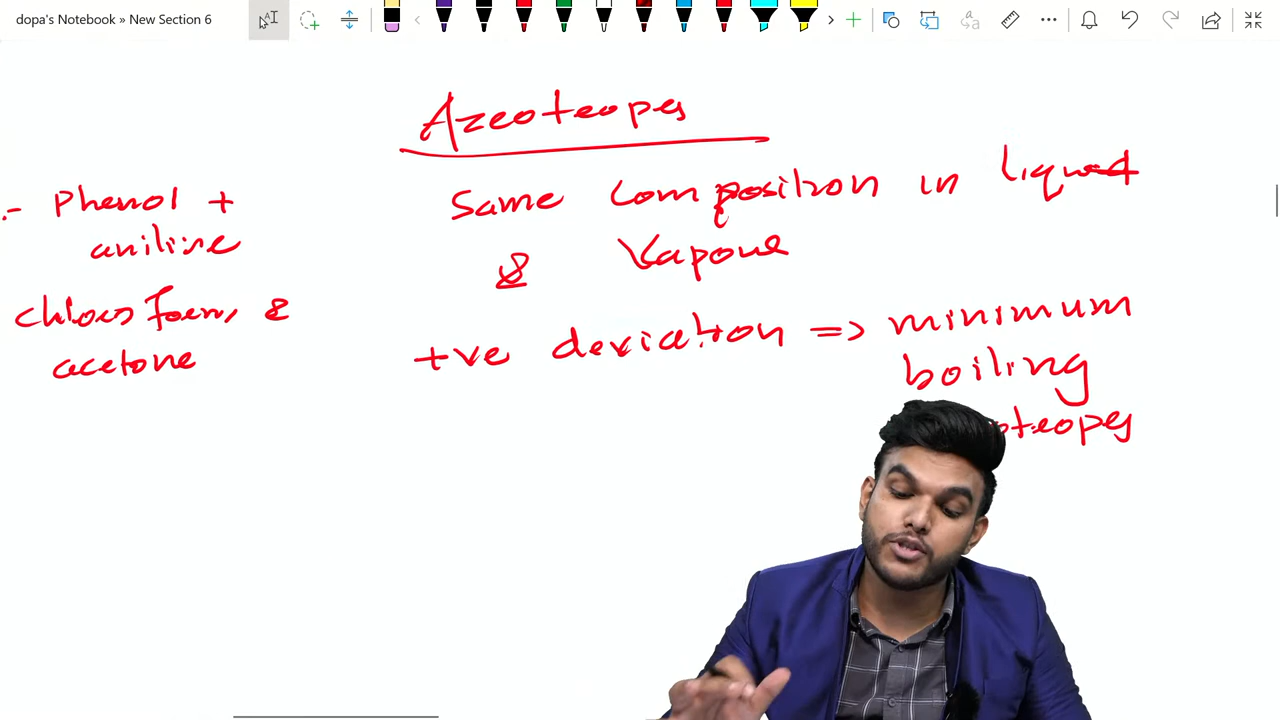 dopa's Notebook » New Section 6
Azeotropes
:- Phenol +
aniline
chloroform &
acetone
Same composition in liquid
& Vapour
+ve deviation => minimum
boiling
otropes